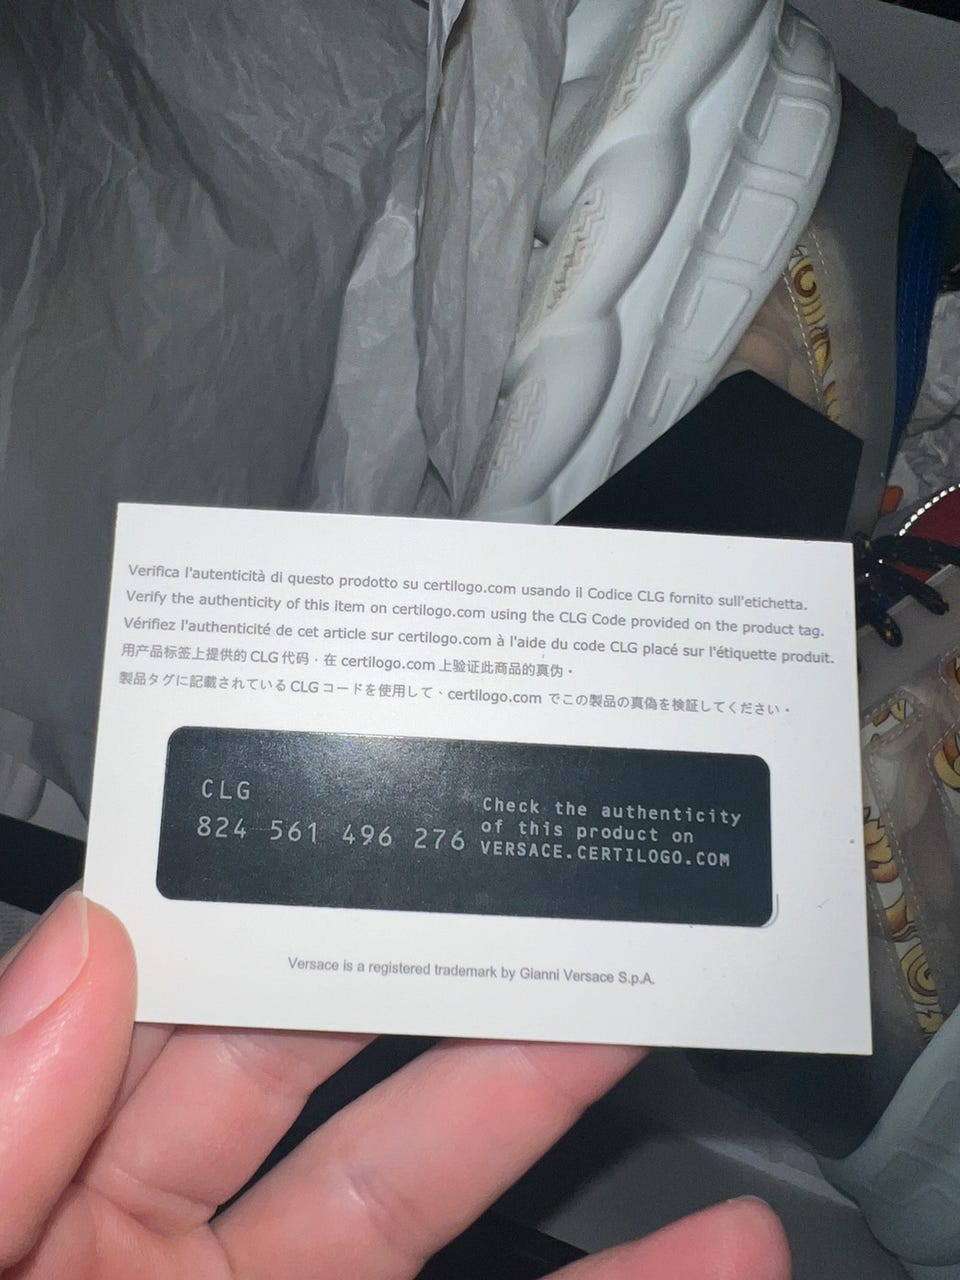 Verifica l'autenticità di questo prodotto su certilogo.com usando il Codice CLG fornito sull'etichetta.
Verify the authenticity of this item on certilogo.com using the CLG Code provided on the product tag.
Vérifiez l'authenticité de cet article sur certilogo.com à l'aide du code CLG placé sur l'étiquette produit.
用产品标签上提供的 CLG 代码，在 certilogo.com 上验证此商品的真伪。
製品タグに記載されている CLG コードを使用して、certilogo.com でこの製品の真偽を検証してください。
CLG
824 561 496 276
Check the authenticity
of this product on
VERSACE.CERTILOGO.COM
Versace is a registered trademark by Gianni Versace S.p.A.